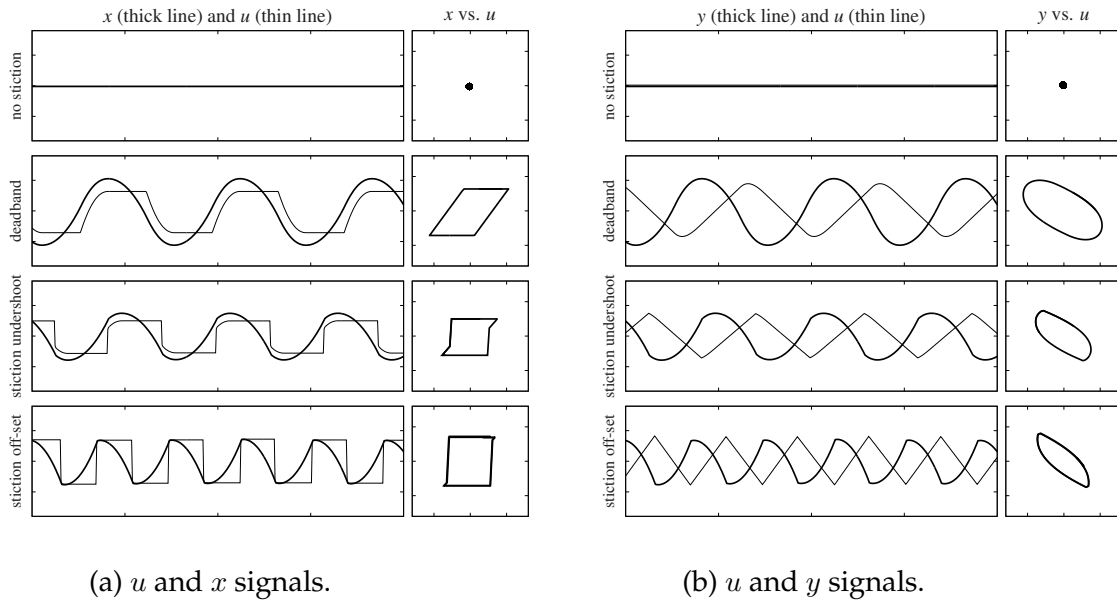 x (thick line) and u (thin line)
x vs. u
no stiction
deadband
stiction undershoot
stiction off-set
(a) u and x signals.
y (thick line) and u (thin line)
y vs. u
no stiction
deadband
stiction undershoot
stiction off-set
(b) u and y signals.